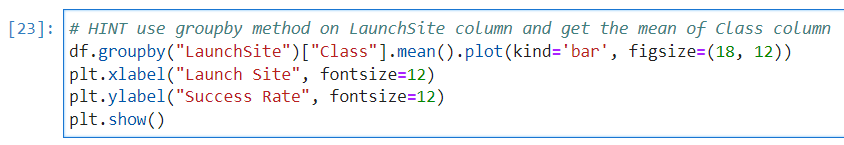 [23]: # HINT use groupby method on LaunchSite column and get the mean of Class column
df.groupby("LaunchSite")["Class"].mean().plot(kind='bar', figsize=(18, 12))
plt.xlabel("Launch Site", fontsize=12)
plt.ylabel("Success Rate", fontsize=12)
plt.show()